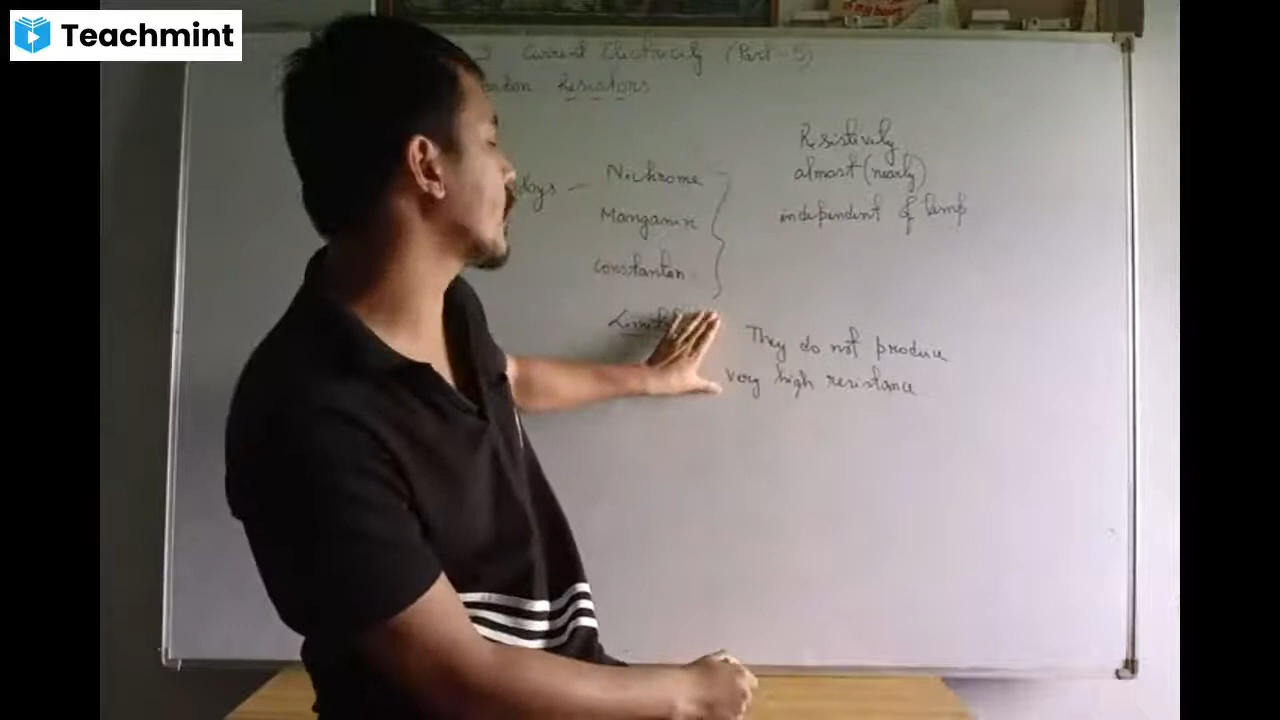 Teachmint
Current Electricity (Part-5)
Resistors
Nichrome
Manganin
Constantan
Resistively
almost (nearly)
independent of temp
They do not produce
very high resistance